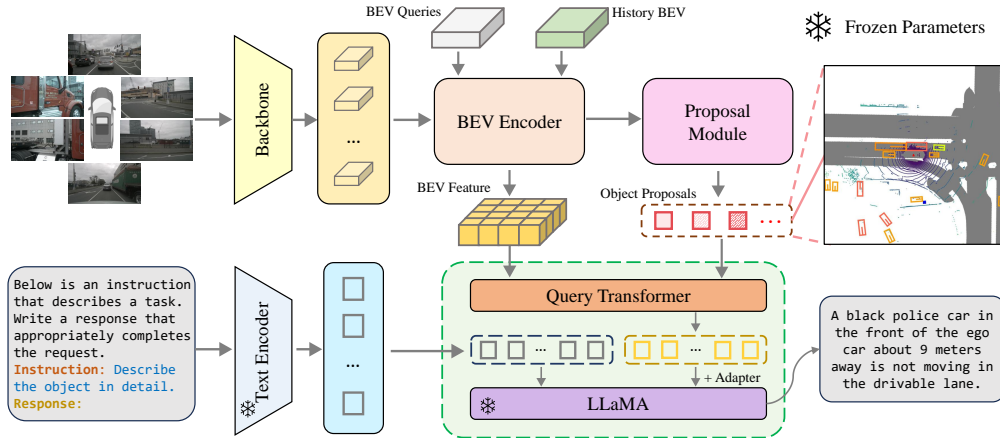 BEV Queries
History BEV
Frozen Parameters
Backbone
...
BEV Encoder
Proposal
Module
BEV Feature
Object Proposals
...
Below is an instruction
that describes a task.
Write a response that
appropriately completes
the request.
Instruction: Describe
the object in detail.
Response:
Text Encoder
...
Query Transformer
...
...
+ Adapter
LLaMA
A black police car in
the front of the ego
car about 9 meters
away is not moving in
the drivable lane.